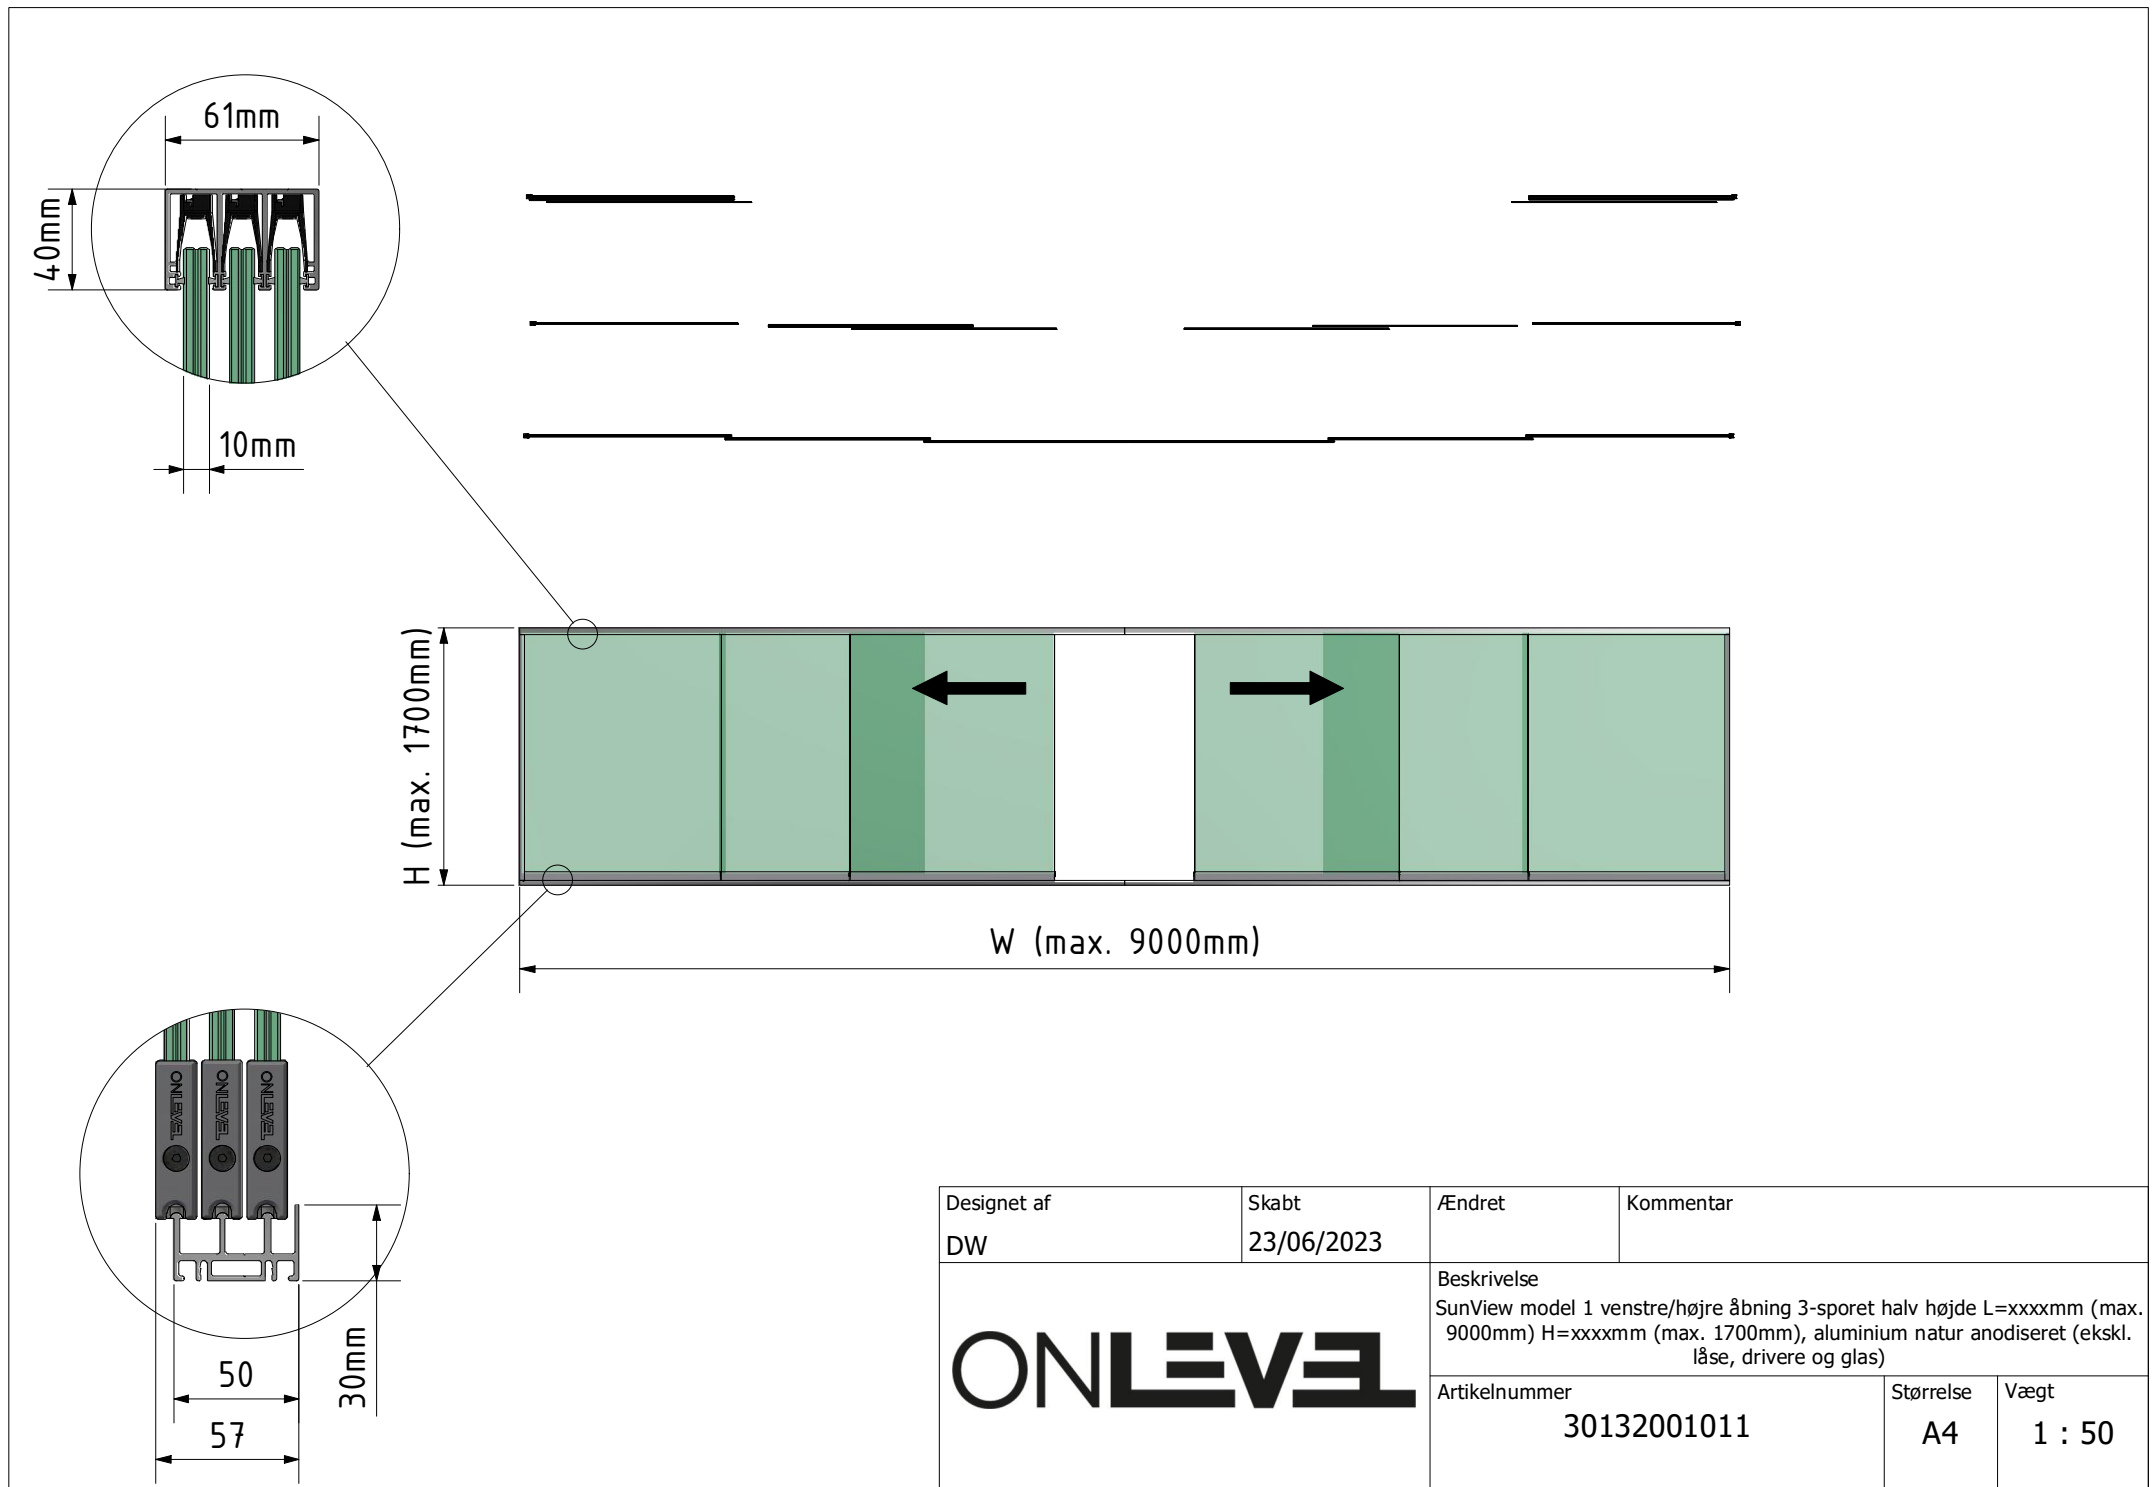 61mm
40mm
10mm
H (max. 1700mm)
W (max. 9000mm)
ONLEVEL
ONLEVEL
ONLEVEL
30mm
50
57
Designet af
DW
Skabt
23/06/2023
Ændret
Kommentar
ONLEVEL
Beskrivelse
SunView model 1 venstre/højre åbning 3-sporet halv højde L=xxxxmm (max.
9000mm) H=xxxxmm (max. 1700mm), aluminium natur anodiseret (ekskl.
låse, drivere og glas)
Artikelnummer
30132001011
Størrelse
A4
Vægt
1 : 50